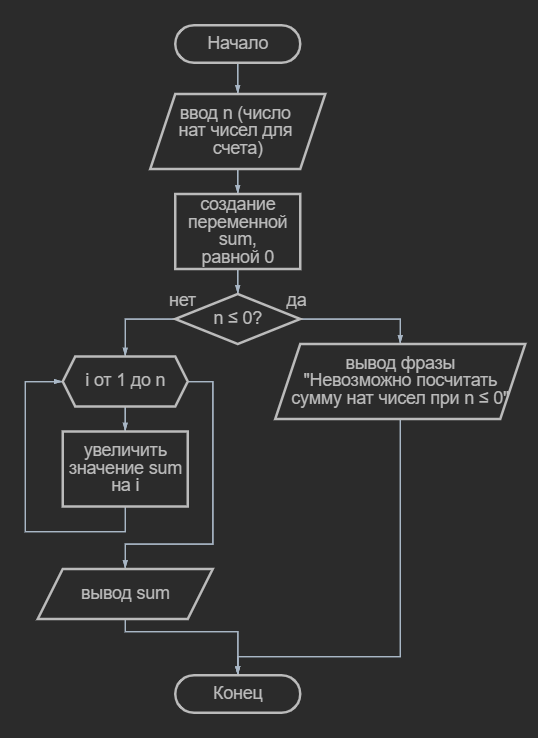 Начало
ввод n (число
нат чисел для
счета)
создание
переменной
sum,
равной 0
нет
да
n ≤ 0?
i от 1 до n
вывод фразы
"Невозможно посчитать
сумму нат чисел при n ≤ 0"
увеличить
значение sum
на i
вывод sum
Конец